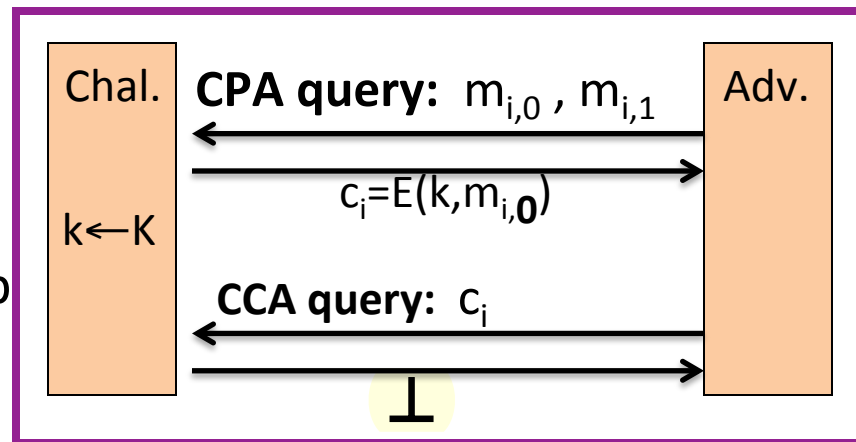 Chal.
CPA query: m_{i,0} , m_{i,1}
Adv.
c_i=E(k,m_{i,0})
k←K
CCA query: c_i
⊥